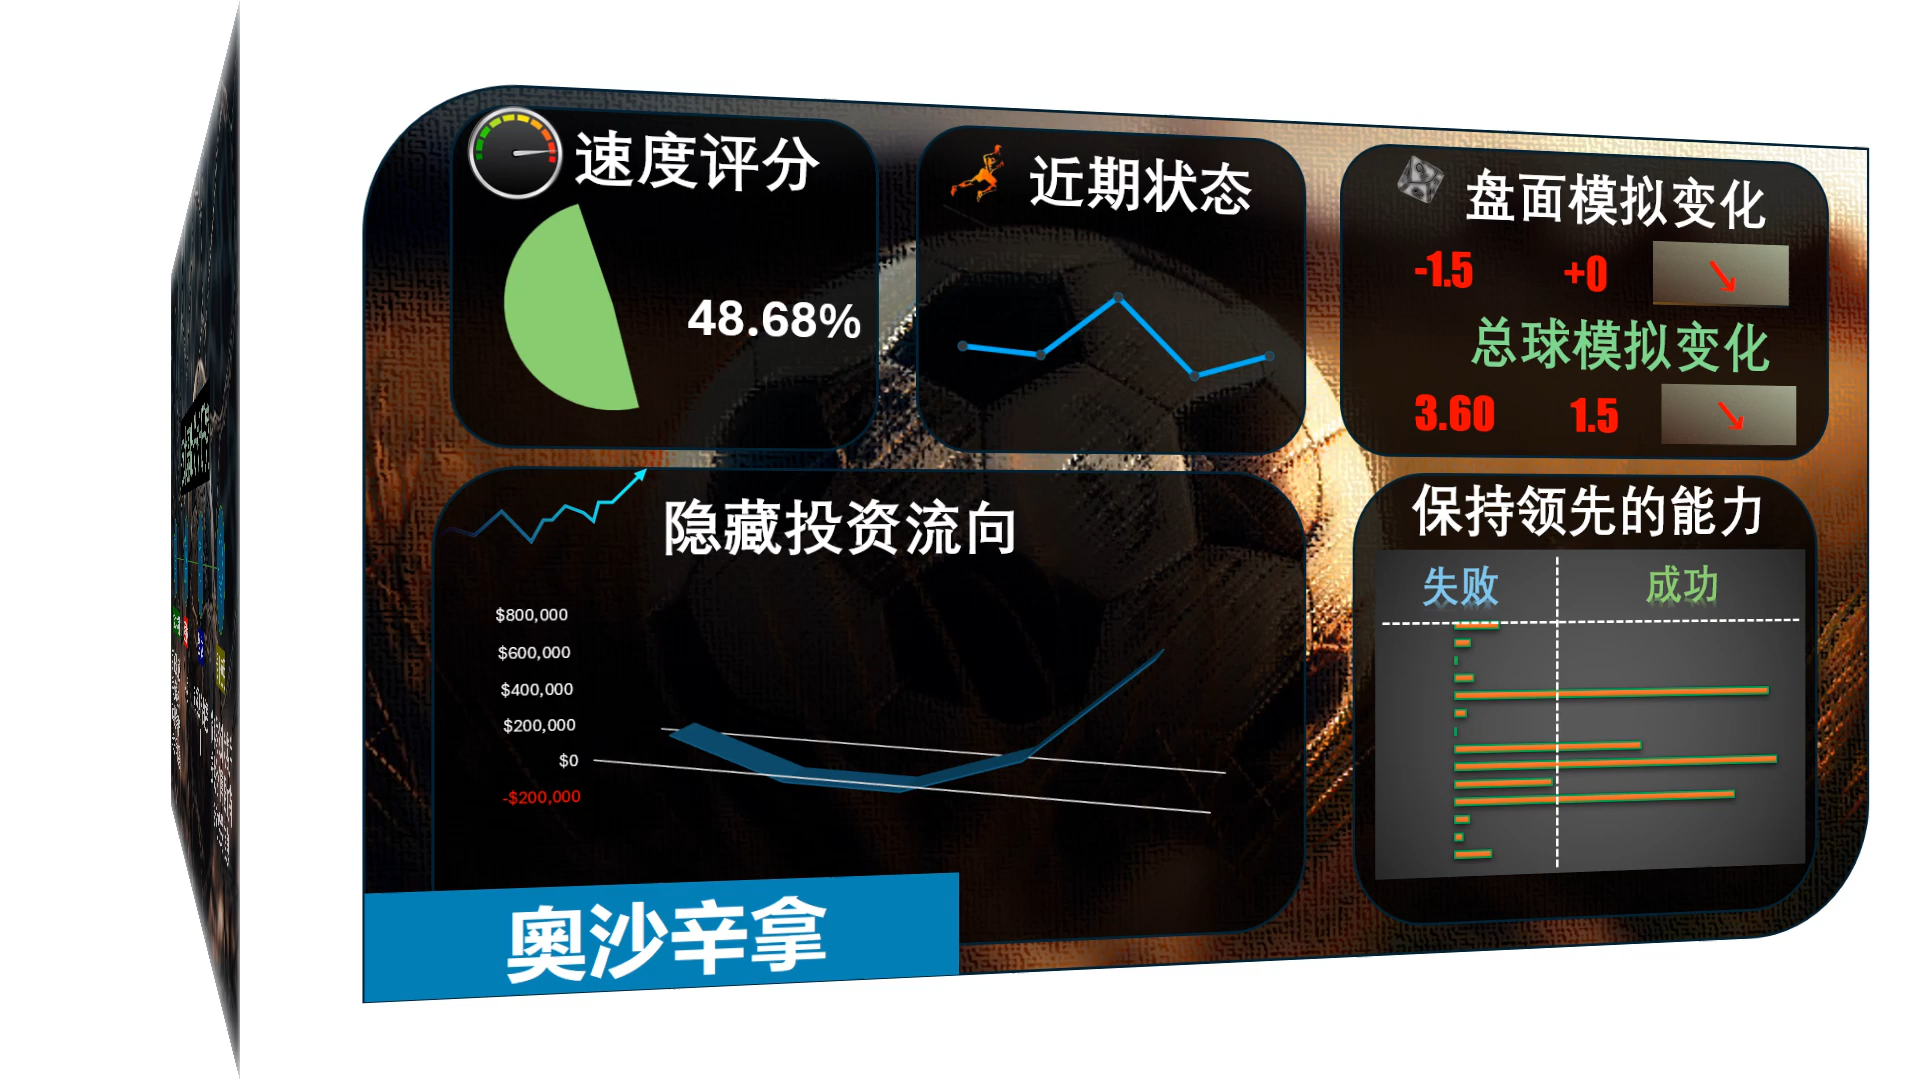 速度评分
48.68%
近期状态
盘面模拟变化
-1.5 +0
总球模拟变化
3.60 1.5
隐藏投资流向
$800,000
$600,000
$400,000
$200,000
$0
-$200,000
保持领先的能力
失败 成功
奥沙辛拿